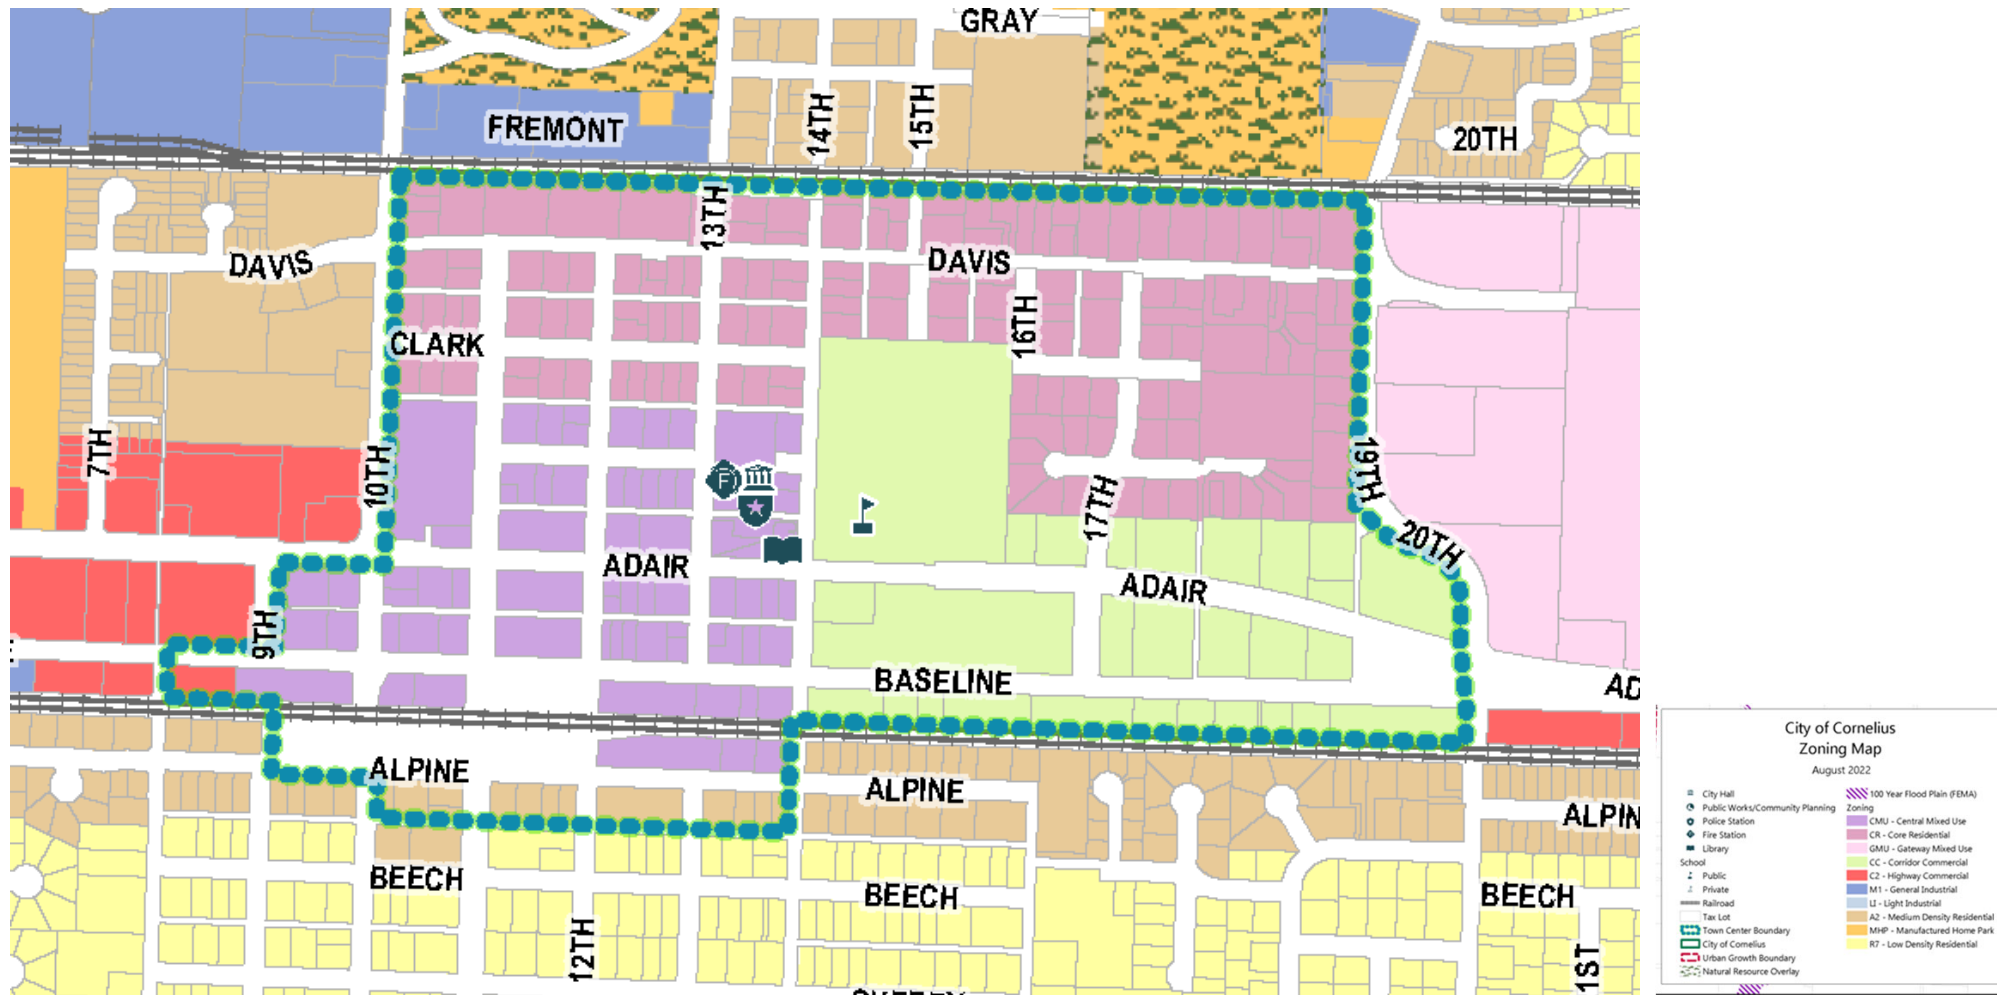 GRAY
FREMONT
14TH
15TH
20TH
13TH
DAVIS
DAVIS
16TH
CLARK
7TH
10TH
F
17TH
19TH
20TH
ADAIR
ADAIR
9TH
BASELINE
AD
ALPINE
ALPINE
ALPIN
BEECH
BEECH
BEECH
12TH
1ST
City of Cornelius
Zoning Map
August 2022
City Hall
Public Works/Community Planning
Police Station
Fire Station
Library
School
Public
Private
Railroad
Tax Lot
Town Center Boundary
City of Cornelius
Urban Growth Boundary
Natural Resource Overlay
100 Year Flood Plain (FEMA)
Zoning
CMU - Central Mixed Use
CR - Core Residential
GMU - Gateway Mixed Use
CC - Corridor Commercial
C2 - Highway Commercial
M1 - General Industrial
LI - Light Industrial
A2 - Medium Density Residential
MHP - Manufactured Home Park
R7 - Low Density Residential